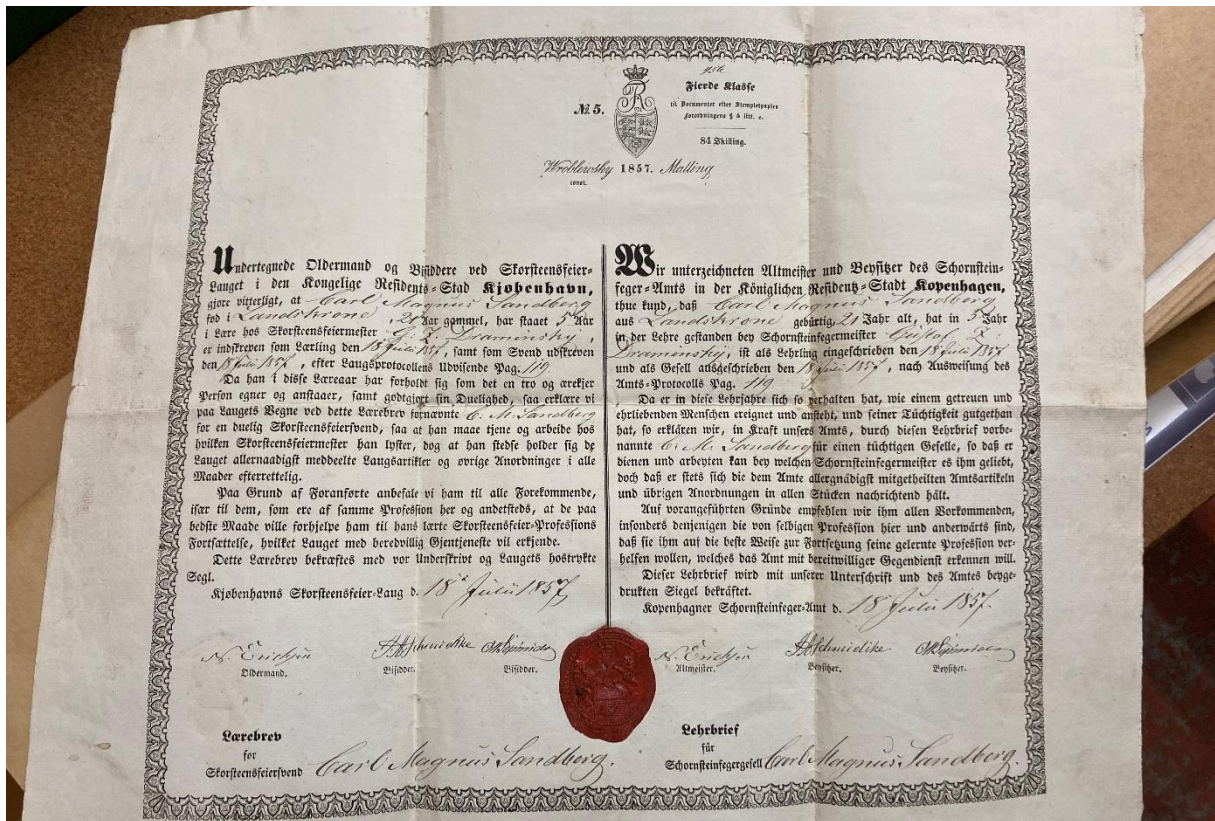 № 5.
Fierde Klasse
til Documenter efter Stempletpapirs
Forordningens § 4 litr. c.
84 Skilling.
Wroblewsky 1857. Malling
conot.
Undertegnede Oldermand og Bisiddere ved Skorsteensfeier-
Lauget i den Kongelige Residents-Stad Kjøbenhavn,
gjøre vitterligt, at Carl Magnus Sandberg
fød i Landskrone, 21 Aar gammel, har staaet 5 Aar
i Lære hos Skorsteensfeiermester G. Z. Draminsky,
er indskreven som Lærling den 18 Juli 1857, samt som Svend udskreven
den 18 Juli 1857, efter Laugsprotocollens Udvisende Pag. 119
Da han i disse Læreaar har forholdt sig som det en tro og ærekjer
Person egner og anstaaer, samt godtgjort sin Duelighed, saa erklære vi
paa Laugets Vegne ved dette Lærebrev fornævnte C. M. Sandberg
for en duelig Skorsteensfeiersvend, saa at han maae tjene og arbeide hos
hvilken Skorsteensfeiermester han lyster, dog at han stedse holder sig de
Lauget allernaadigst meddeelte Laugsartikler og øvrige Anordninger i alle
Maader efterrettelig.
Paa Grund af Foranførte anbefale vi ham til alle Forekommende,
især til dem, som ere af samme Profession her og andetsteds, at de paa
bedste Maade ville forhjelpe ham til hans lærte Skorsteensfeier-Professions
Fortsættelse, hvilket Lauget med beredvillig Gjentjeneste vil erkjende.
Dette Lærebrev bekræftes med vor Underskrivt og Laugets hostrykte
Segl.
Kjøbenhavns Skorsteensfeier-Laug d. 18 Julii 1857
N. Erichsen
Oldermand.
Schmidtke
Bisidder.
Bisidder.
Lærebrev
for
Skorsteensfeiersvend Carl Magnus Sandberg.
Wir unterzeichneten Altmeister und Beysitzer des Schornstein-
feger-Amts in der Königlichen Residentz-Stadt Kopenhagen,
thue kund, daß Carl Magnus Sandberg
aus Landskrone gebürtig, 21 Jahr alt, hat in 5 Jahr
in der Lehre gestanden bey Schornsteinfegermeister Gustaf Z.
Draminsky, ist als Lehrling eingeschrieben den 18 Juli 1857
und als Gesell ausgeschrieben den 18 Juli 1857, nach Ausweisung des
Amts-Protocolls Pag. 119
Da er in diese Lehrjahre sich so verhalten hat, wie einem getreuen und
ehrliebenden Menschen ereignet und ansteht, und seiner Tüchtigkeit gutgethan
hat, so erklären wir, in Kraft unsers Amts, durch diesen Lehrbrief vorbe-
nannte C. M. Sandberg für einen tüchtigen Geselle, so daß er
dienen und arbeyten kan bey welchen Schornsteinfegermeister es ihm geliebt,
doch daß er stets sich die dem Amte allergnädigst mitgetheilten Amtsartikeln
und übrigen Anordnungen in allen Stücken nachrichtend hält.
Auf vorangeführten Gründe empfehlen wir ihm allen Vorkommenden,
insonders denjenigen die von selbigen Profession hier und anderwärts sind,
daß sie ihm auf die beste Weise zur Fortsetzung seine gelernte Profession ver-
helfen wollen, welches das Amt mit bereitwilliger Gegendienst erkennen will.
Dieser Lehrbrief wird mit unserer Unterschrift und des Amtes beyge-
drukten Siegel bekräftet.
Kopenhagner Schornsteinfeger-Amt d. 18 Julii 1857.
N. Erichsen
Altmeister.
Schmidtke
Beysitzer.
Beysitzer.
Lehrbrief
für
Schornsteinfegergesell Carl Magnus Sandberg.